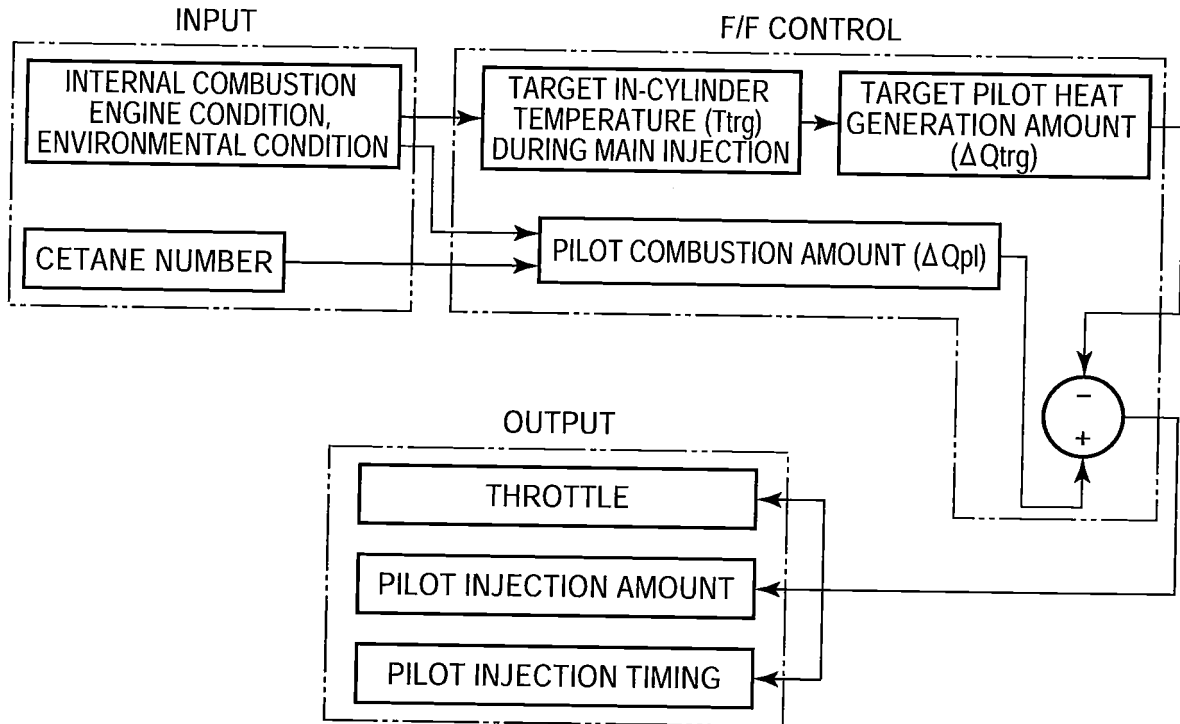 INPUT
F/F CONTROL
INTERNAL COMBUSTION
ENGINE CONDITION,
ENVIRONMENTAL CONDITION
TARGET IN-CYLINDER
TEMPERATURE (Ttrg)
DURING MAIN INJECTION
TARGET PILOT HEAT
GENERATION AMOUNT
(ΔQtrg)
CETANE NUMBER
PILOT COMBUSTION AMOUNT (ΔQpl)
−
+
OUTPUT
THROTTLE
PILOT INJECTION AMOUNT
PILOT INJECTION TIMING